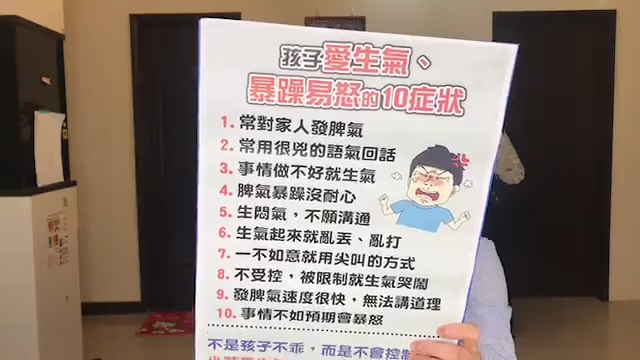 孩子愛生氣、
暴躁易怒的10症狀
1. 常對家人發脾氣
2. 常用很兇的語氣回話
3. 事情做不好就生氣
4. 脾氣暴躁沒耐心
5. 生悶氣，不願溝通
6. 生氣起來就亂丟、亂打
7. 一不如意就用尖叫的方式
8. 不受控，被限制就生氣哭鬧
9. 發脾氣速度很快，無法講道理
10. 事情不如預期會暴怒
不是孩子不乖，而是不會控制